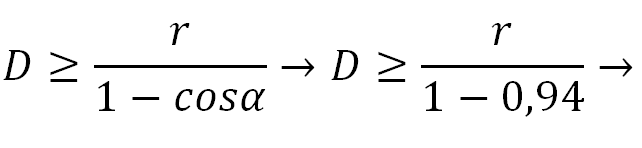 D ≥ r / (1 − cosα) → D ≥ r / (1 − 0,94) →